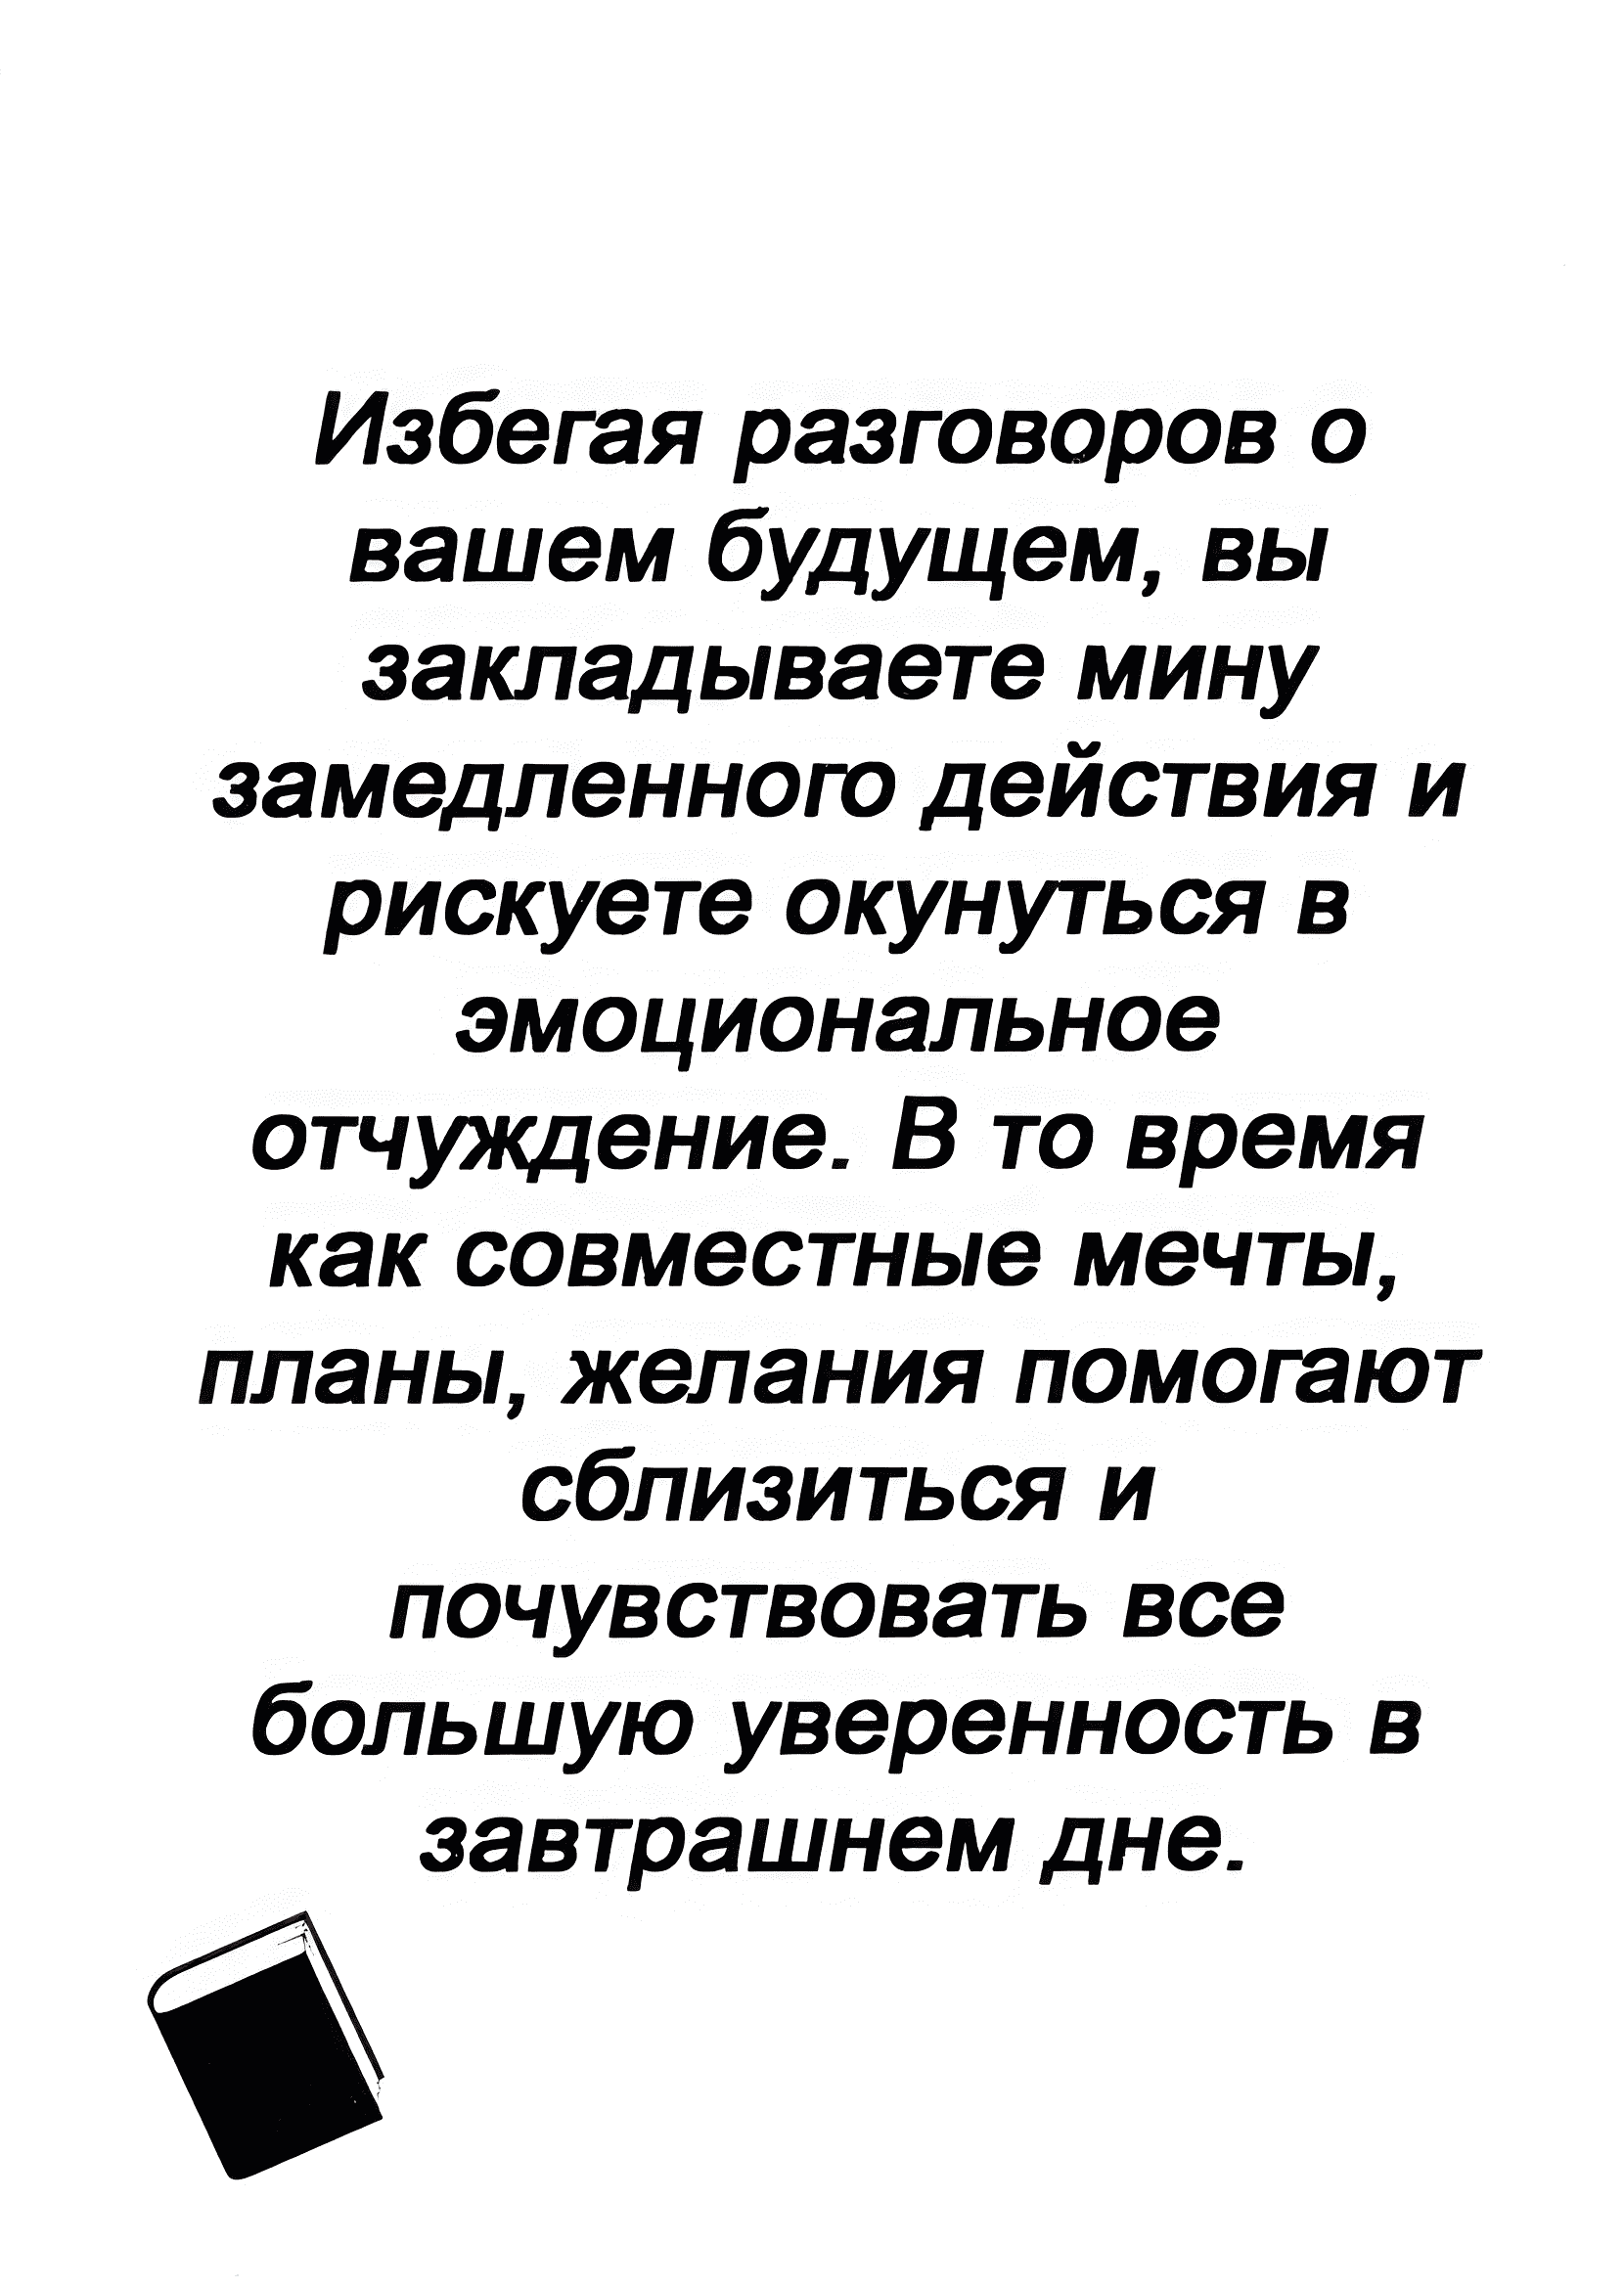 Избегая разговоров о
вашем будущем, вы
закладываете мину
замедленного действия и
рискуете окунуться в
эмоциональное
отчуждение. В то время
как совместные мечты,
планы, желания помогают
сблизиться и
почувствовать все
большую уверенность в
завтрашнем дне.